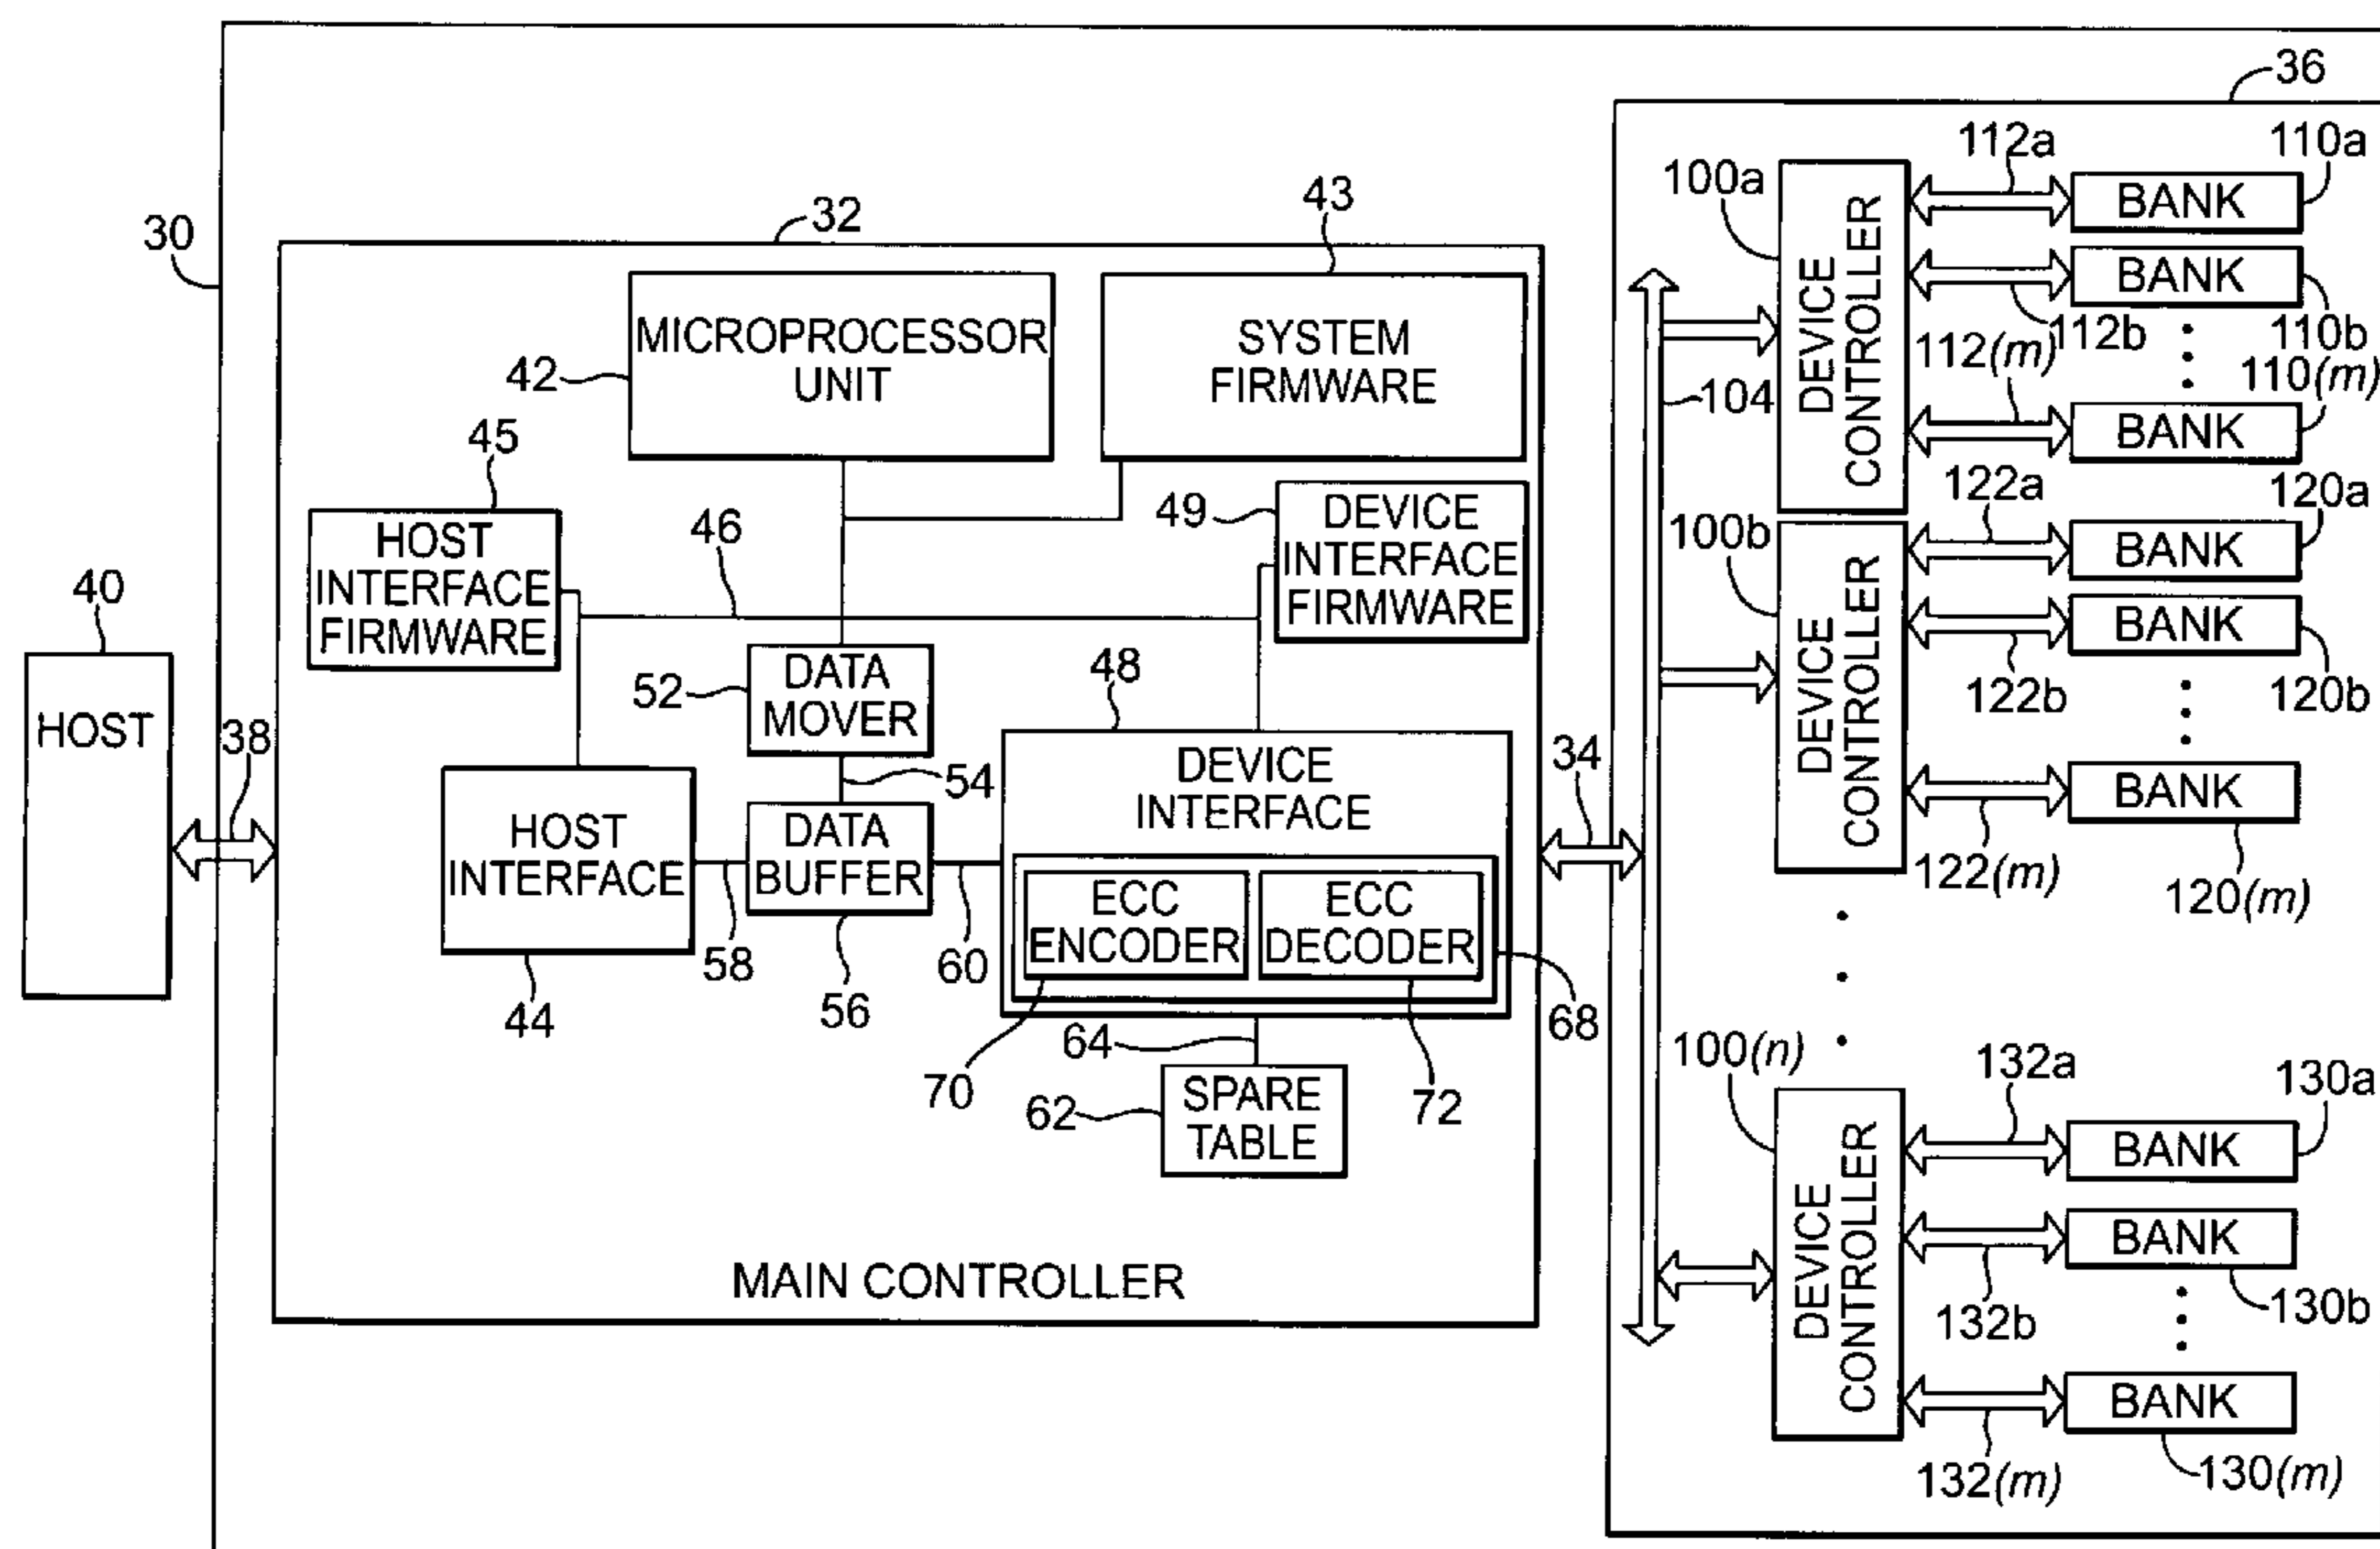 30
40
HOST
38
32
42
MICROPROCESSOR
UNIT
43
SYSTEM
FIRMWARE
45
HOST
INTERFACE
FIRMWARE
46
49
DEVICE
INTERFACE
FIRMWARE
52
DATA
MOVER
54
48
DEVICE
INTERFACE
HOST
INTERFACE
44
58
DATA
BUFFER
56
60
ECC
ENCODER
70
ECC
DECODER
72
68
64
62
SPARE
TABLE
MAIN CONTROLLER
34
36
104
100a
DEVICE
CONTROLLER
112a
BANK
110a
112b
BANK
110b
112(m)
BANK
110(m)
100b
DEVICE
CONTROLLER
122a
BANK
120a
122b
BANK
120b
122(m)
BANK
120(m)
100(n)
DEVICE
CONTROLLER
132a
BANK
130a
132b
BANK
130b
132(m)
BANK
130(m)